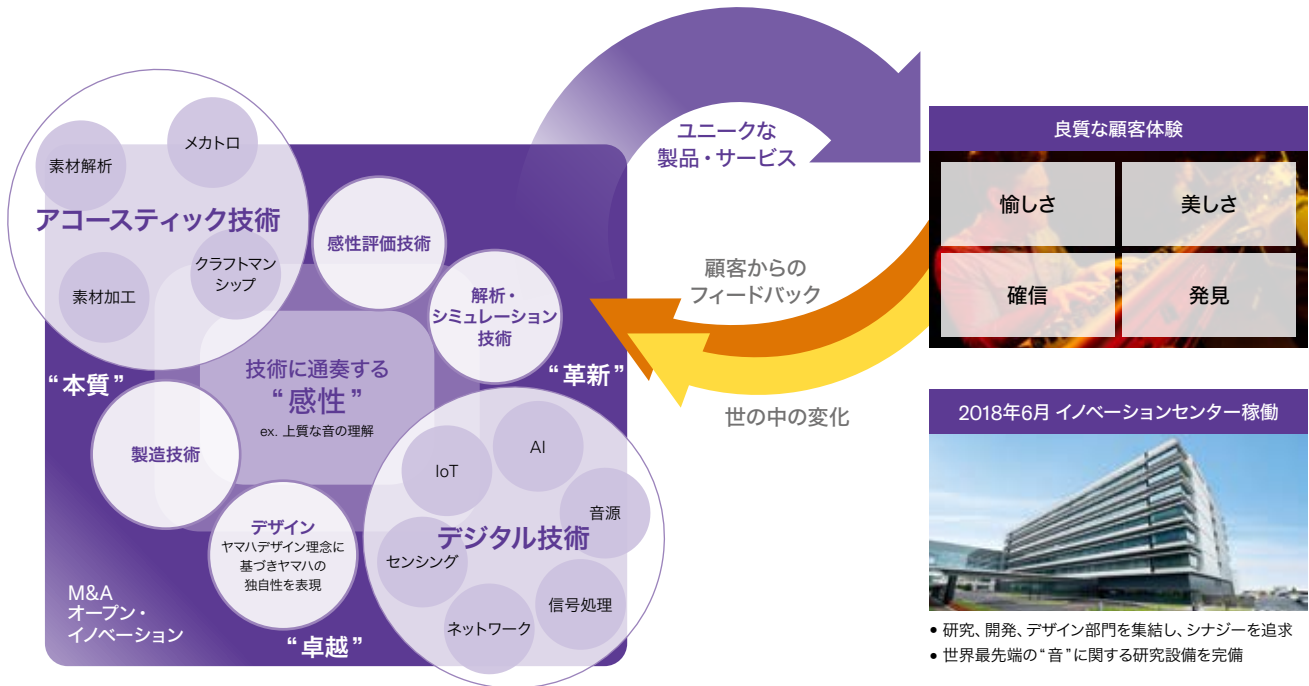 素材解析
メカトロ
アコースティック技術
素材加工
クラフトマン
シップ
感性評価技術
解析・
シミュレーション
技術
“本質”
“革新”
技術に通奏する
“感性”
ex. 上質な音の理解
製造技術
デザイン
ヤマハデザイン理念に
基づきヤマハの
独自性を表現
IoT
AI
音源
デジタル技術
センシング
信号処理
ネットワーク
M&A
オープン・
イノベーション
“卓越”
ユニークな
製品・サービス
顧客からの
フィードバック
世の中の変化
良質な顧客体験
愉しさ
美しさ
確信
発見
2018年6月 イノベーションセンター稼働
• 研究、開発、デザイン部門を集結し、シナジーを追求
• 世界最先端の“音”に関する研究設備を完備